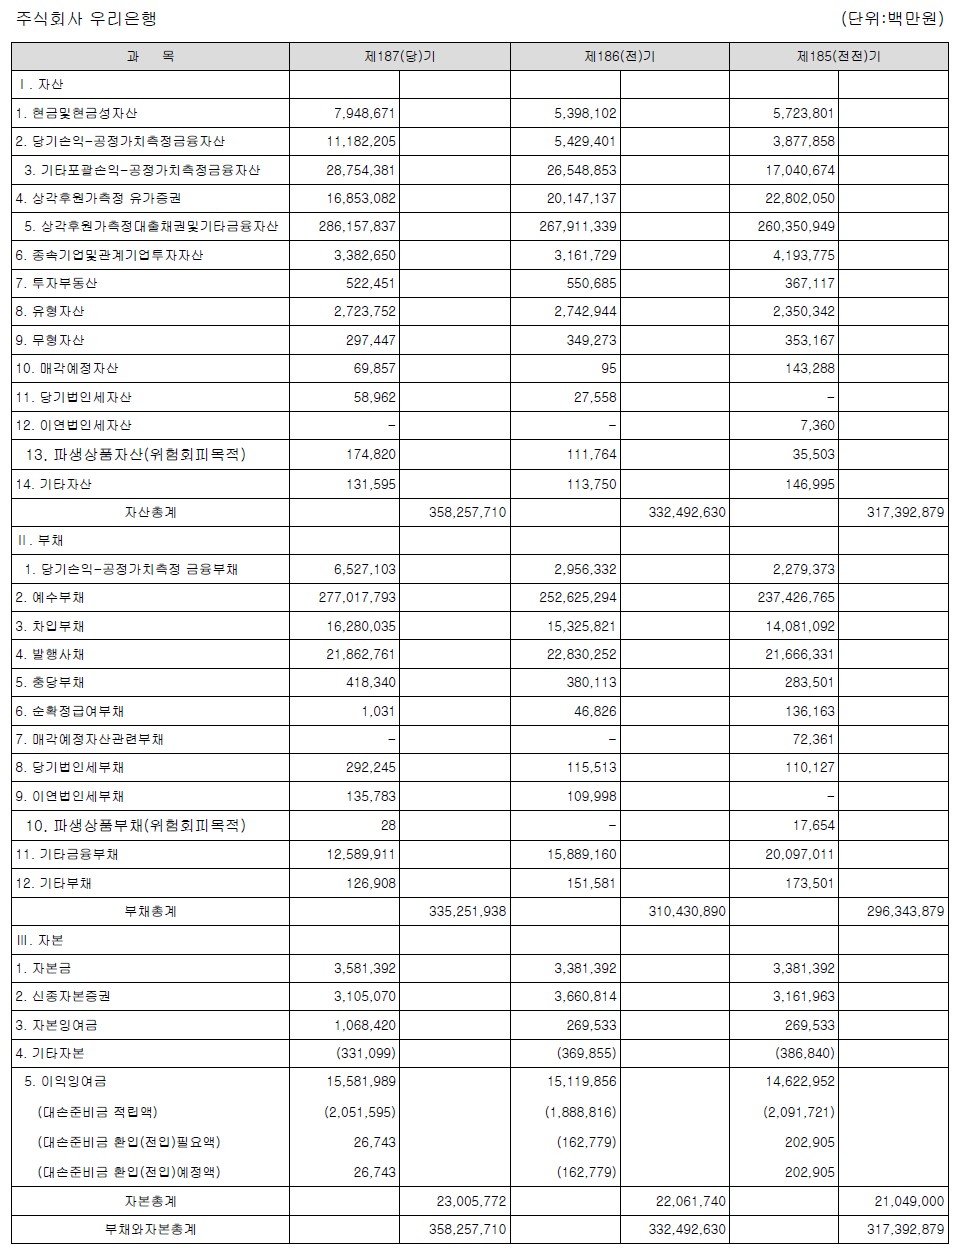 주식회사 우리은행 (단위:백만원)
과 목 제187(당)기 제186(전)기 제185(전전)기
Ⅰ. 자산
1. 현금및현금성자산 7,948,671 5,398,102 5,723,801
2. 당기손익-공정가치측정금융자산 11,182,205 5,429,401 3,877,858
3. 기타포괄손익-공정가치측정금융자산 28,754,381 26,548,853 17,040,674
4. 상각후원가측정 유가증권 16,853,082 20,147,137 22,802,050
5. 상각후원가측정대출채권및기타금융자산 286,157,837 267,911,339 260,350,949
6. 종속기업및관계기업투자자산 3,382,650 3,161,729 4,193,775
7. 투자부동산 522,451 550,685 367,117
8. 유형자산 2,723,752 2,742,944 2,350,342
9. 무형자산 297,447 349,273 353,167
10. 매각예정자산 69,857 95 143,288
11. 당기법인세자산 58,962 27,558 -
12. 이연법인세자산 - - 7,360
13. 파생상품자산(위험회피목적) 174,820 111,764 35,503
14. 기타자산 131,595 113,750 146,995
자산총계 358,257,710 332,492,630 317,392,879
Ⅱ. 부채
1. 당기손익-공정가치측정 금융부채 6,527,103 2,956,332 2,279,373
2. 예수부채 277,017,793 252,625,294 237,426,765
3. 차입부채 16,280,035 15,325,821 14,081,092
4. 발행사채 21,862,761 22,830,252 21,666,331
5. 충당부채 418,340 380,113 283,501
6. 순확정급여부채 1,031 46,826 136,163
7. 매각예정자산관련부채 - - 72,361
8. 당기법인세부채 292,245 115,513 110,127
9. 이연법인세부채 135,783 109,998 -
10. 파생상품부채(위험회피목적) 28 - 17,654
11. 기타금융부채 12,589,911 15,889,160 20,097,011
12. 기타부채 126,908 151,581 173,501
부채총계 335,251,938 310,430,890 296,343,879
Ⅲ. 자본
1. 자본금 3,581,392 3,381,392 3,381,392
2. 신종자본증권 3,105,070 3,660,814 3,161,963
3. 자본잉여금 1,068,420 269,533 269,533
4. 기타자본 (331,099) (369,855) (386,840)
5. 이익잉여금 15,581,989 15,119,856 14,622,952
(대손준비금 적립액) (2,051,595) (1,888,816) (2,091,721)
(대손준비금 환입(전입)필요액) 26,743 (162,779) 202,905
(대손준비금 환입(전입)예정액) 26,743 (162,779) 202,905
자본총계 23,005,772 22,061,740 21,049,000
부채와자본총계 358,257,710 332,492,630 317,392,879